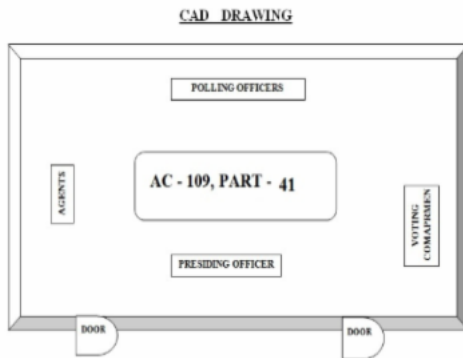 CAD DRAWING
POLLING OFFICERS
AGENTS
AC - 109, PART - 41
VOTING
COMAPRMEN
PRESIDING OFFICER
DOOR
DOOR